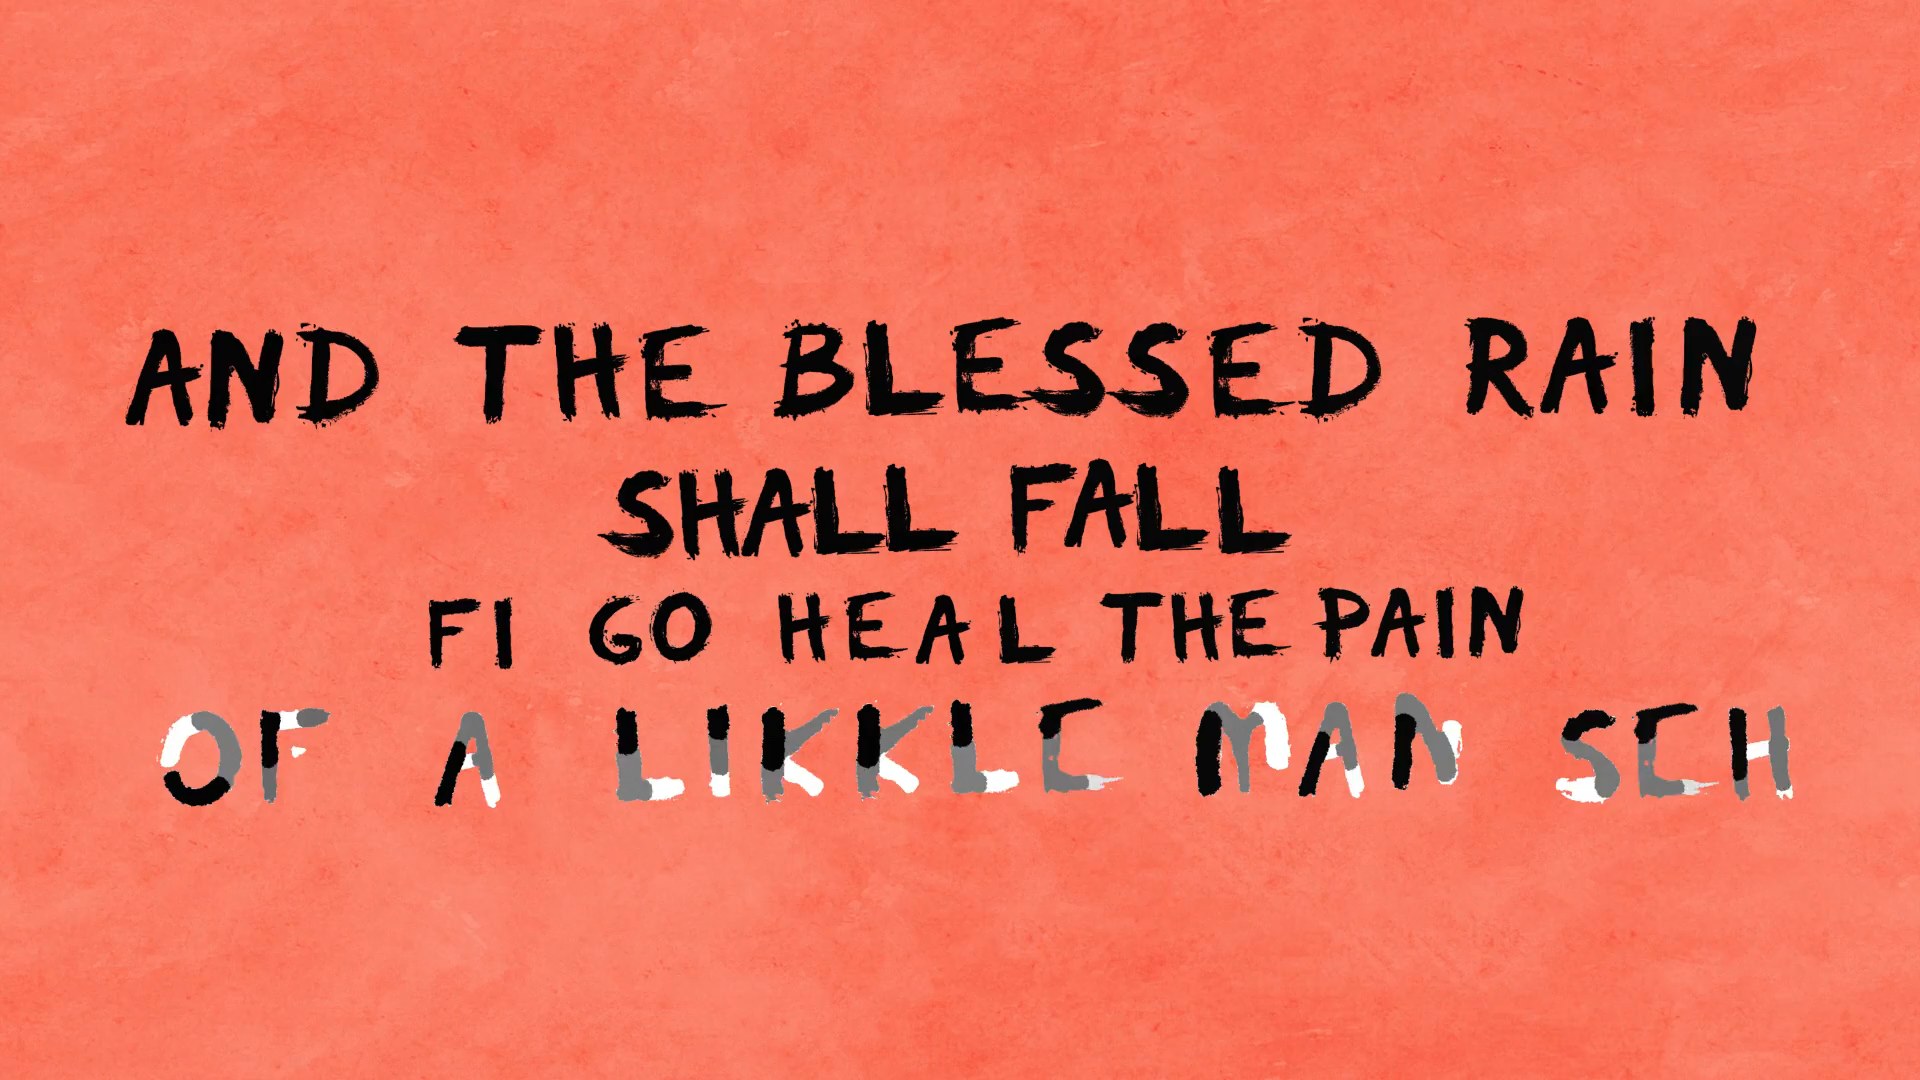 AND THE BLESSED RAIN
SHALL FALL
FI GO HEAL THE PAIN
OF A LIKKLE MAN SEH